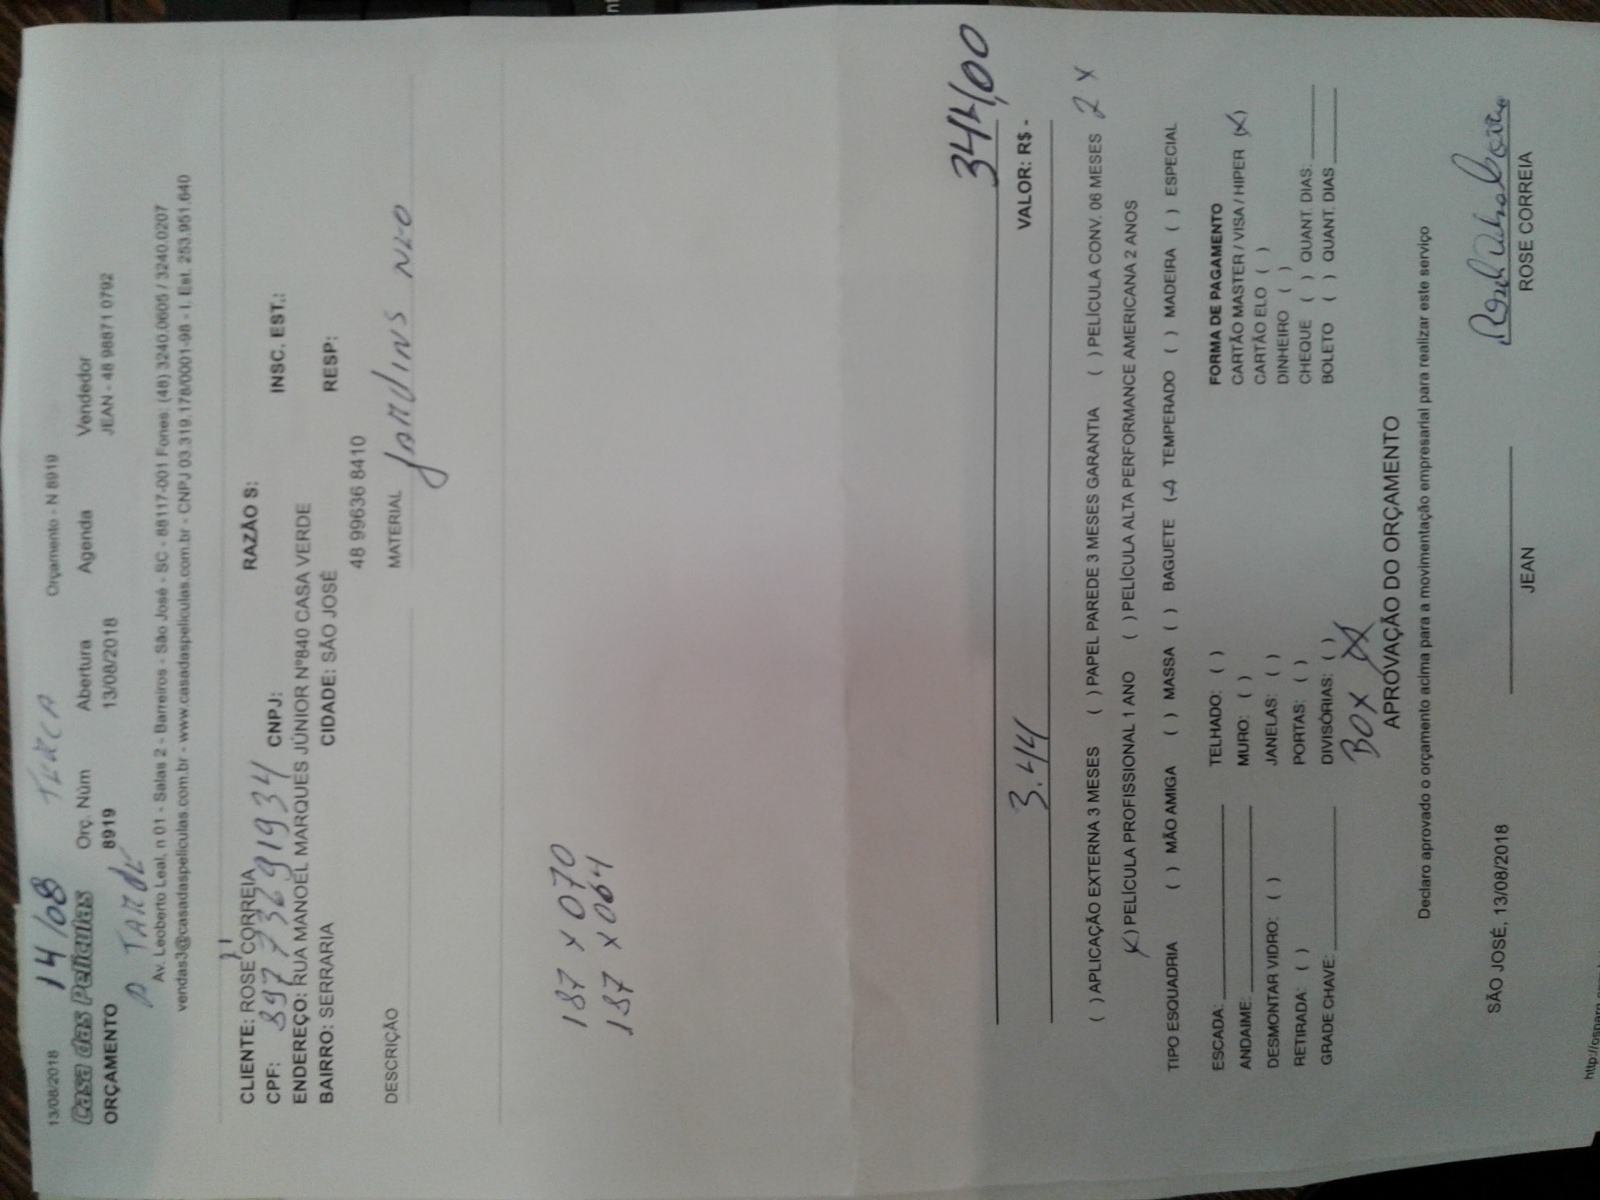 13/08/2018 14/08 TERCA Orçamento - N 8919
Casa das Peliculas Orç. Núm Abertura Agenda Vendedor
ORÇAMENTO 8919 13/08/2018 JEAN - 48 98871 0792
A TARDE
Av. Leoberto Leal, n 01 - Salas 2 - Barreiros - São José - SC - 88117-001 Fones: (48) 3240.0605 / 3240.0207
vendas3@casadaspeliculas.com.br - www.casadaspeliculas.com.br - CNPJ 03.319.178/0001-98 - I. Est. 253.951.640
CLIENTE: ROSE CORREIA RAZÃO S:
CPF: 89773691934 CNPJ: INSC. EST.:
ENDEREÇO: RUA MANOEL MARQUES JÚNIOR Nº840 CASA VERDE
BAIRRO: SERRARIA CIDADE: SÃO JOSÉ RESP:
48 99636 8410
DESCRIÇÃO MATERIAL
187 x 070
187 x 064
344,00
3.44 VALOR: R$ -
( ) APLICAÇÃO EXTERNA 3 MESES ( ) PAPEL PAREDE 3 MESES GARANTIA ( ) PELÍCULA CONV. 06 MESES 2 x
(x) PELÍCULA PROFISSIONAL 1 ANO ( ) PELÍCULA ALTA PERFORMANCE AMERICANA 2 ANOS
TIPO ESQUADRIA ( ) MÃO AMIGA ( ) MASSA ( ) BAGUETE (x) TEMPERADO ( ) MADEIRA ( ) ESPECIAL
ESCADA: TELHADO: ( ) FORMA DE PAGAMENTO
ANDAIME: MURO: ( ) CARTÃO MASTER / VISA / HIPER (x)
DESMONTAR VIDRO: ( ) JANELAS: ( ) CARTÃO ELO ( )
RETIRADA: ( ) PORTAS: ( ) DINHEIRO ( )
GRADE CHAVE: DIVISÓRIAS: ( ) CHEQUE ( ) QUANT. DIAS:
BOX (x) BOLETO ( ) QUANT. DIAS
APROVAÇÃO DO ORÇAMENTO
Declaro aprovado o orçamento acima para a movimentação empresarial para realizar este serviço
SÃO JOSÉ, 13/08/2018
JEAN ROSE CORREIA